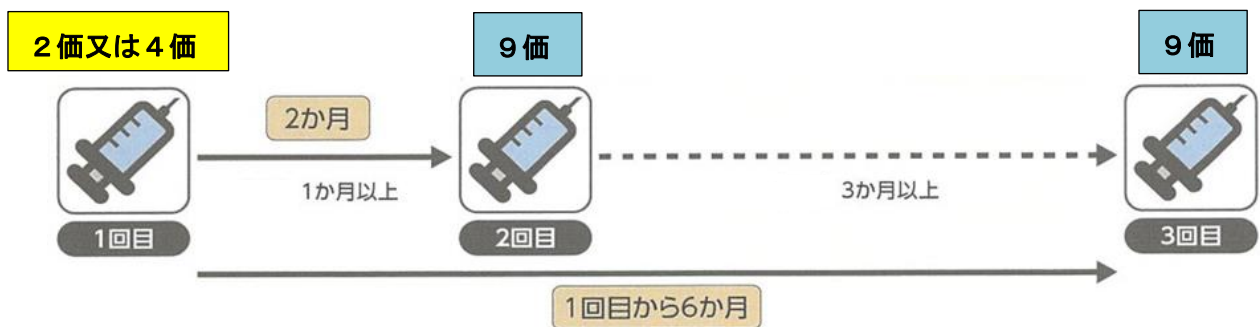 ２価又は４価
９価
９価
2か月
1か月以上
3か月以上
1回目
2回目
3回目
1回目から6か月